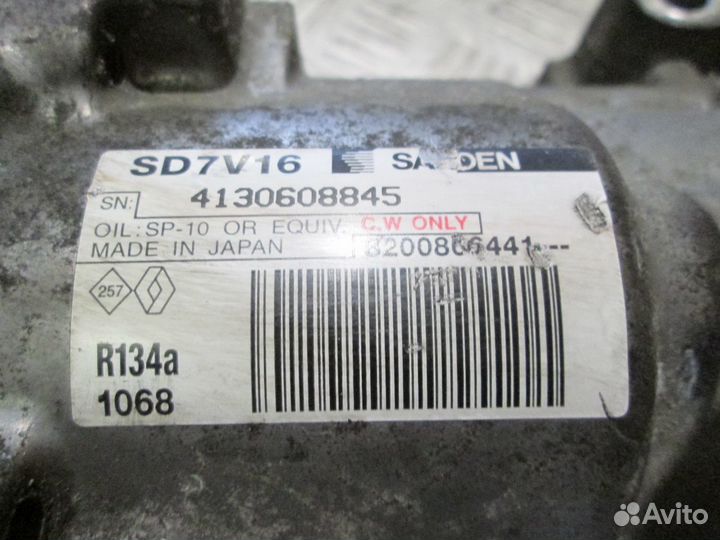 SD7V16 SANDEN
SN: 4130608845
OIL: SP-10 OR EQUIV. C.W ONLY
MADE IN JAPAN
257
R134a
1068
Avito